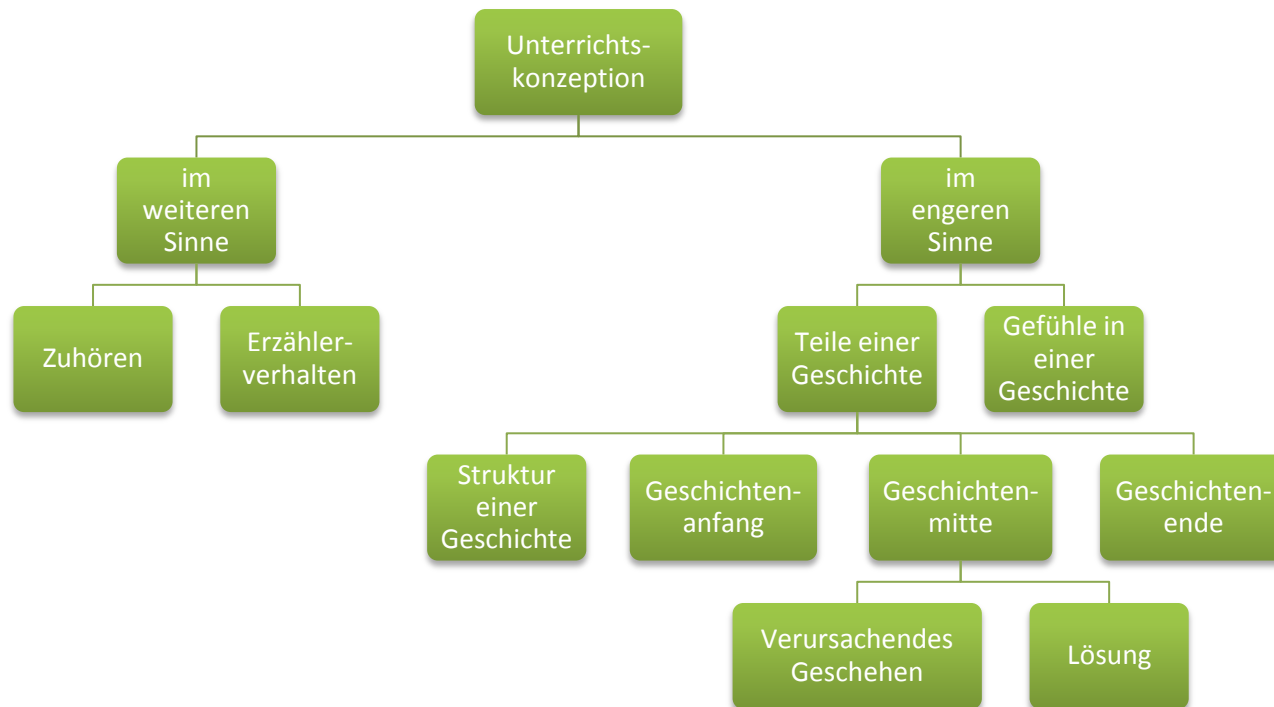 Unterrichts-
konzeption
im
weiteren
Sinne
im
engeren
Sinne
Zuhören
Erzähler-
verhalten
Teile einer
Geschichte
Gefühle in
einer
Geschichte
Struktur
einer
Geschichte
Geschichten-
anfang
Geschichten-
mitte
Geschichten-
ende
Verursachendes
Geschehen
Lösung